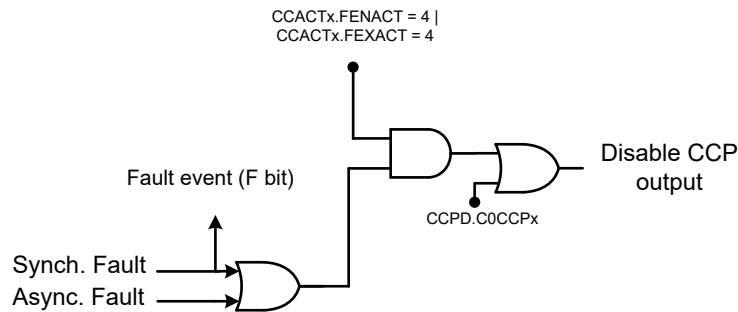 CCACTx.FENACT = 4 |
CCACTx.FEXACT = 4
Disable CCP
output
Fault event (F bit)
CCPD.C0CCPx
Synch. Fault
Async. Fault